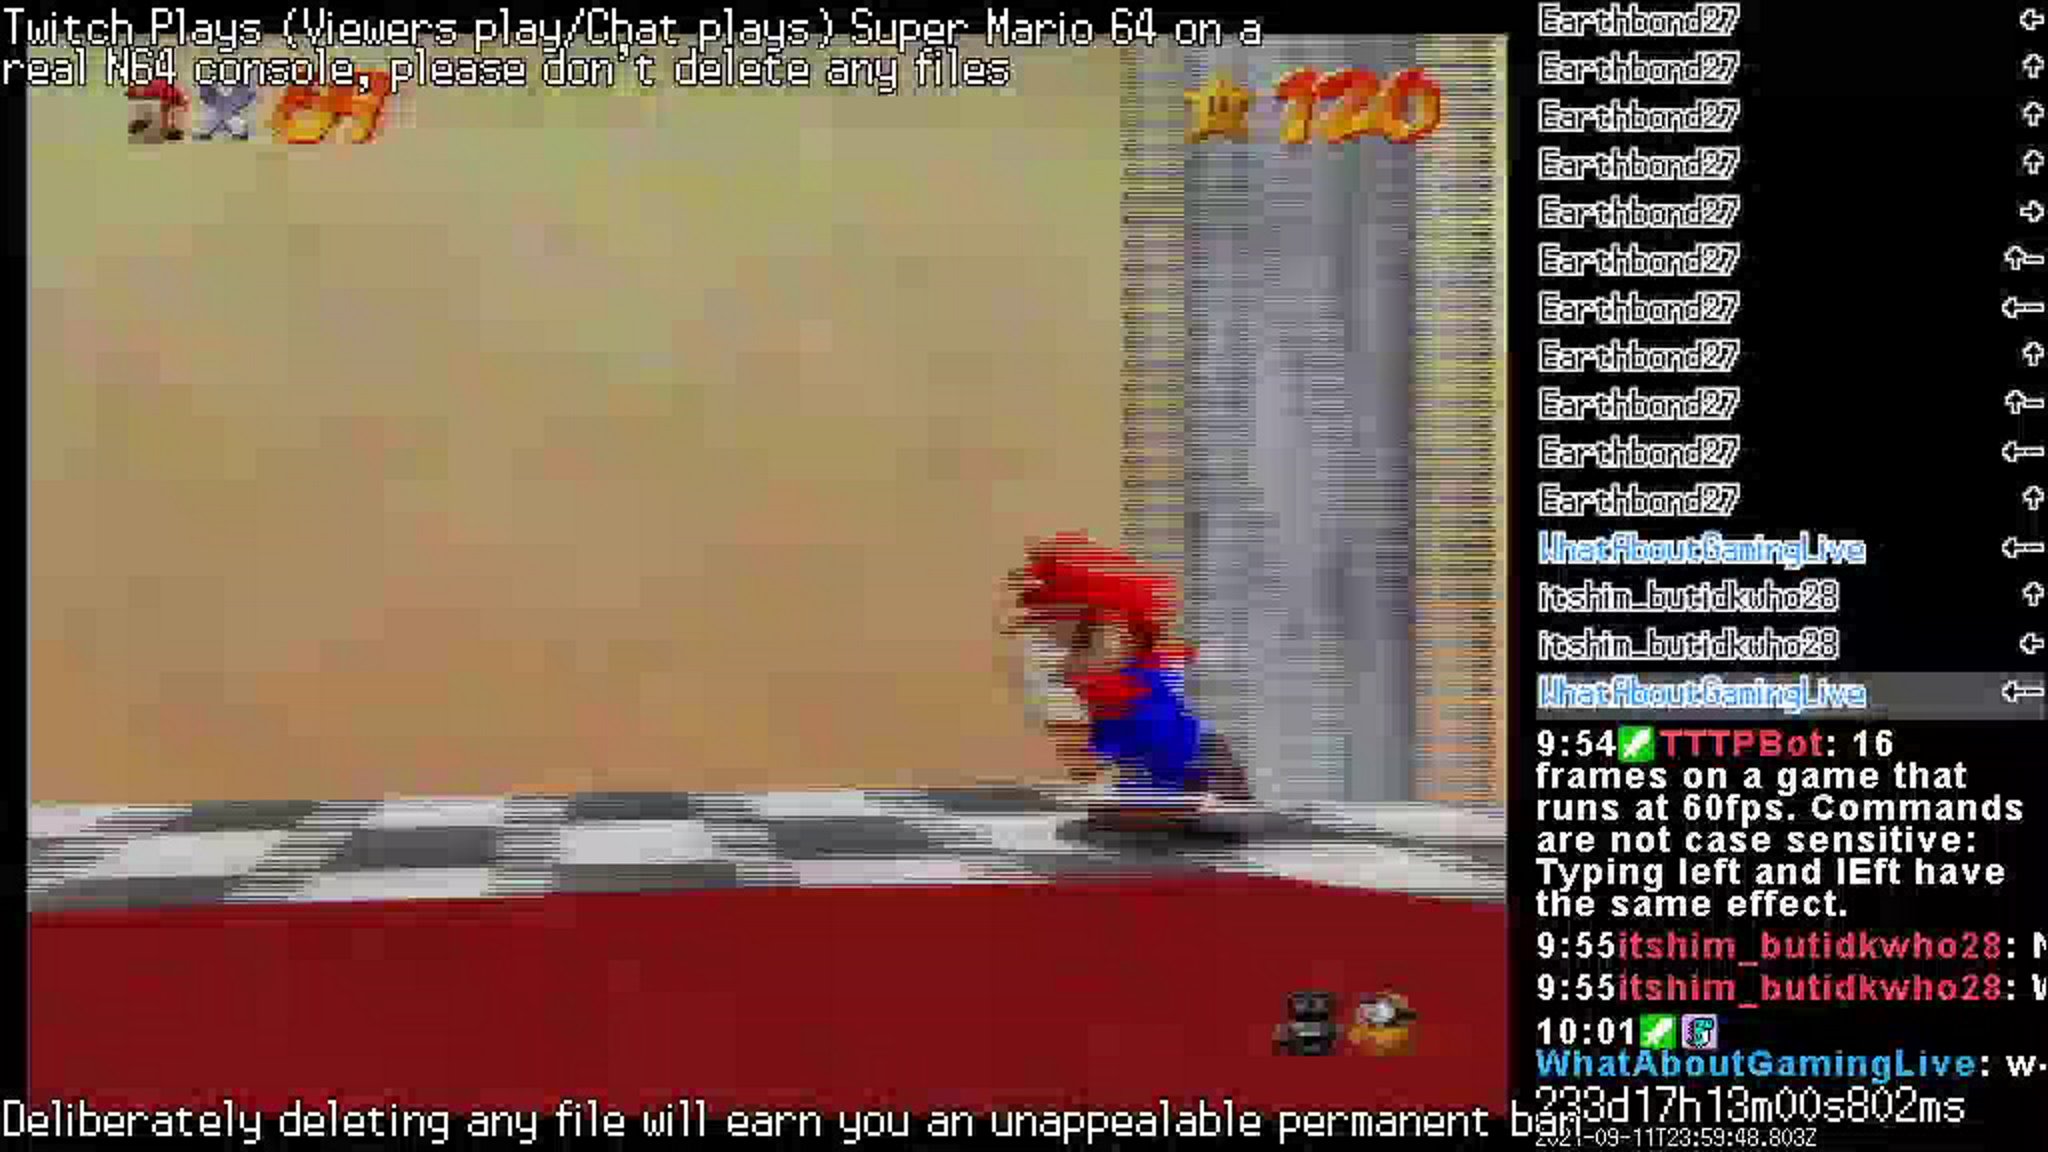 Twitch Plays (Viewers play/Chat plays) Super Mario 64 on a
real N64 console, please don't delete any files
120
Earthbond27 ←
Earthbond27 ↑
Earthbond27 ↑
Earthbond27 ↑
Earthbond27 →
Earthbond27 ↑-
Earthbond27 ←-
Earthbond27 ↑
Earthbond27 ↑-
Earthbond27 ←-
Earthbond27 ↑
WhatAboutGamingLive ←-
itshim_butidkwho28 ↑
itshim_butidkwho28 ←
WhatAboutGamingLive ←-
9:54 TTTPBot: 16
frames on a game that
runs at 60fps. Commands
are not case sensitive:
Typing left and lEft have
the same effect.
9:55 itshim_butidkwho28:
9:55 itshim_butidkwho28:
10:01
WhatAboutGamingLive: w-
233d17h13m00s802ms
2021-09-11T23:59:48.803Z
Deliberately deleting any file will earn you an unappealable permanent ban